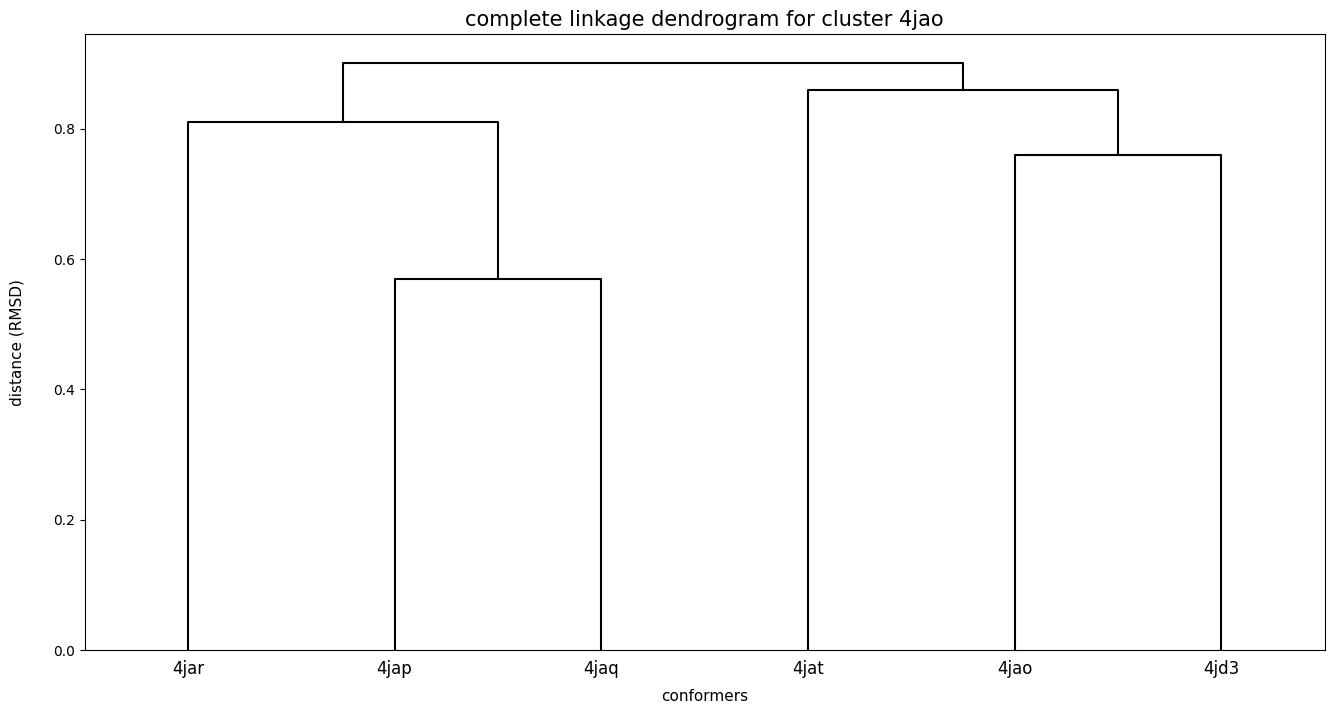 complete linkage dendrogram for cluster 4jao
distance (RMSD)
0.8
0.6
0.4
0.2
0.0
4jar 4jap 4jaq 4jat 4jao 4jd3
conformers